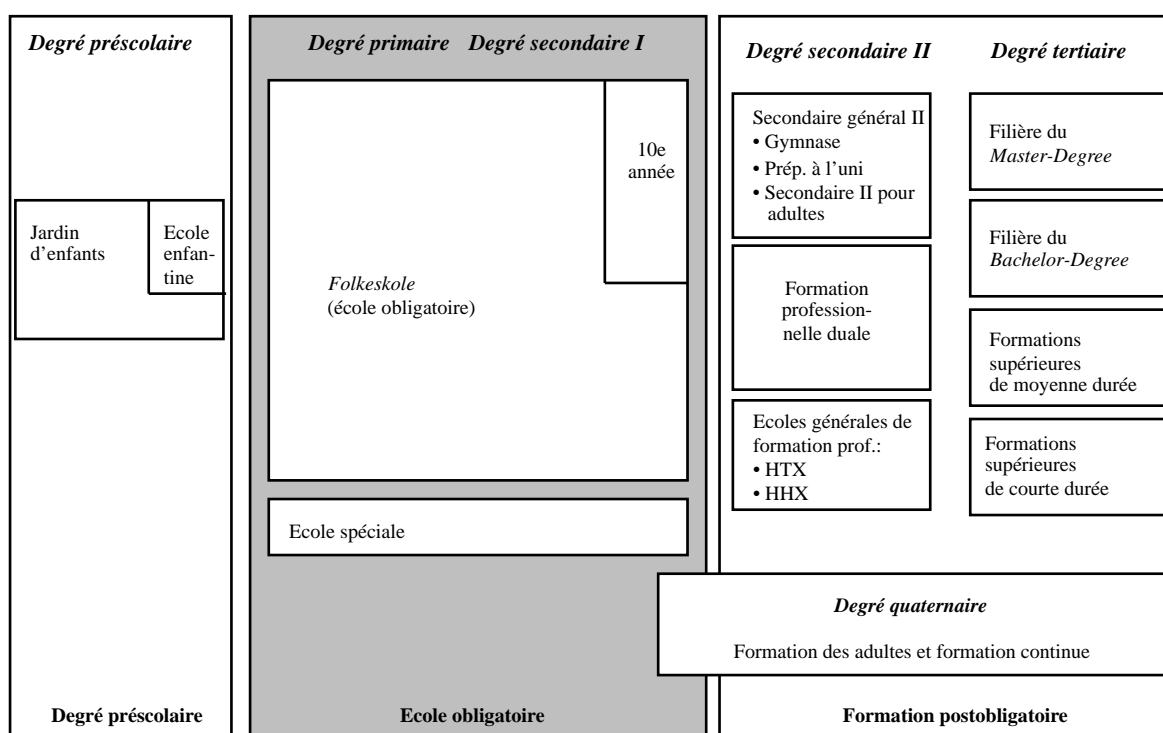 Degré préscolaire
Jardin
d’enfants
Ecole
enfan-
tine
Degré préscolaire
Degré primaire Degré secondaire I
10e
année
Folkeskole
(école obligatoire)
Ecole spéciale
Ecole obligatoire
Degré secondaire II
Secondaire général II
• Gymnase
• Prép. à l’uni
• Secondaire II pour
adultes
Formation
profession-
nelle duale
Ecoles générales de
formation prof.:
• HTX
• HHX
Degré tertiaire
Filière du
Master-Degree
Filière du
Bachelor-Degree
Formations
supérieures
de moyenne durée
Formations
supérieures
de courte durée
Degré quaternaire
Formation des adultes et formation continue
Formation postobligatoire